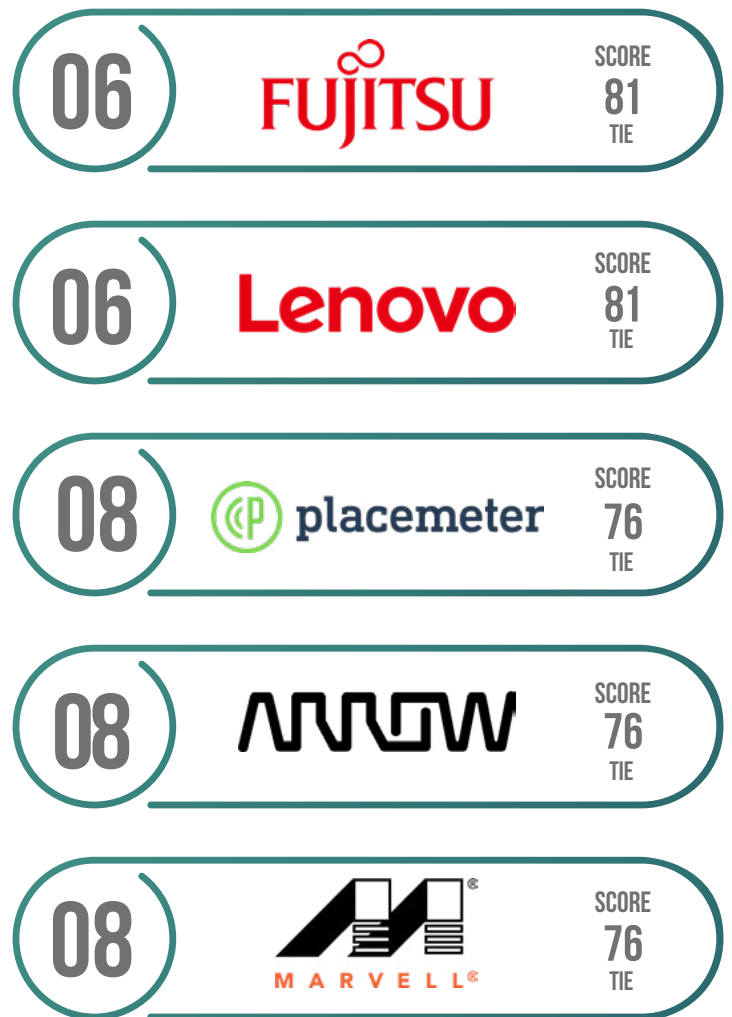 06
FUJITSU
SCORE
81
TIE
06
Lenovo
SCORE
81
TIE
08
placemeter
SCORE
76
TIE
08
ARROW
SCORE
76
TIE
08
MARVELL®
SCORE
76
TIE